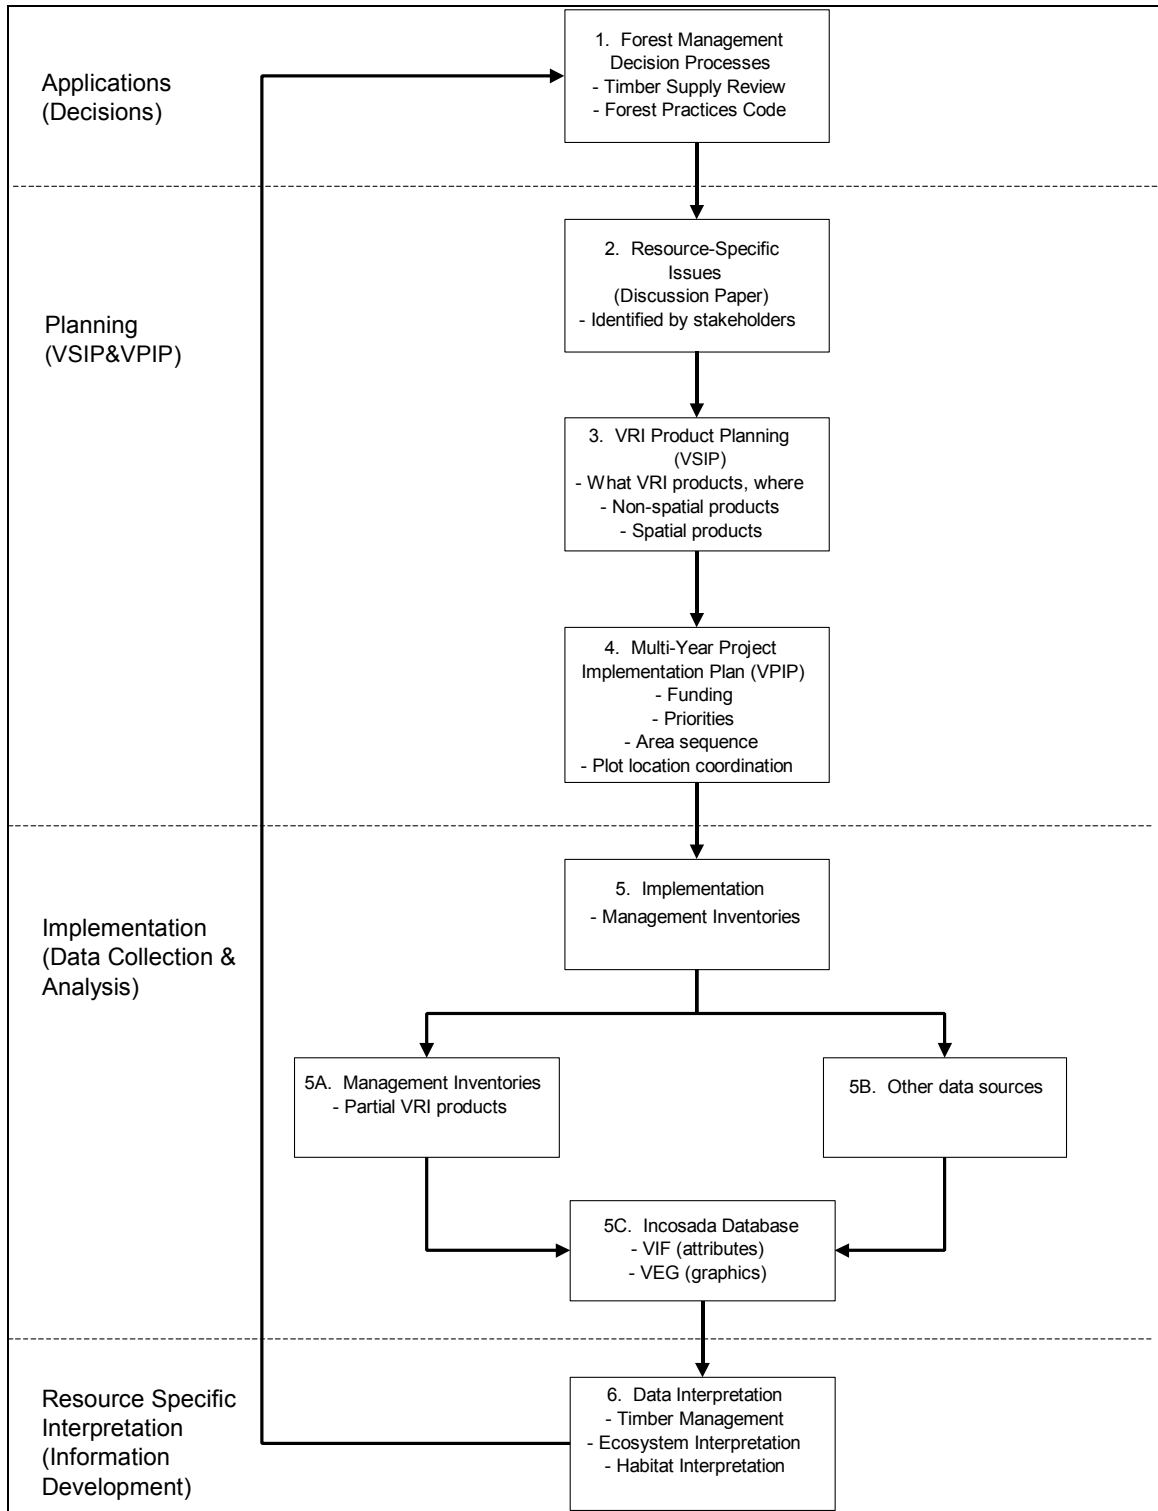 Applications
(Decisions)
1. Forest Management
Decision Processes
- Timber Supply Review
- Forest Practices Code
Planning
(VSIP&VPIP)
2. Resource-Specific
Issues
(Discussion Paper)
- Identified by stakeholders
3. VRI Product Planning
(VSIP)
- What VRI products, where
- Non-spatial products
- Spatial products
4. Multi-Year Project
Implementation Plan (VPIP)
- Funding
- Priorities
- Area sequence
- Plot location coordination
Implementation
(Data Collection &
Analysis)
5. Implementation
- Management Inventories
5A. Management Inventories
- Partial VRI products
5B. Other data sources
5C. Incosada Database
- VIF (attributes)
- VEG (graphics)
Resource Specific
Interpretation
(Information
Development)
6. Data Interpretation
- Timber Management
- Ecosystem Interpretation
- Habitat Interpretation